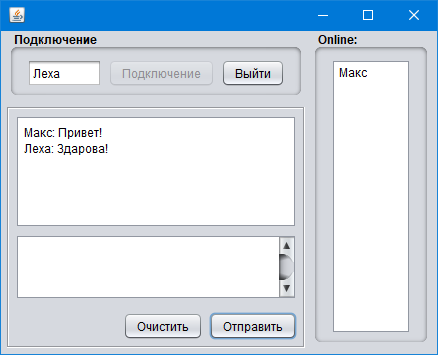 Подключение
Online:
Леха
Подключение
Выйти
Макс
Макс: Привет!
Леха: Здарова!
Очистить
Отправить